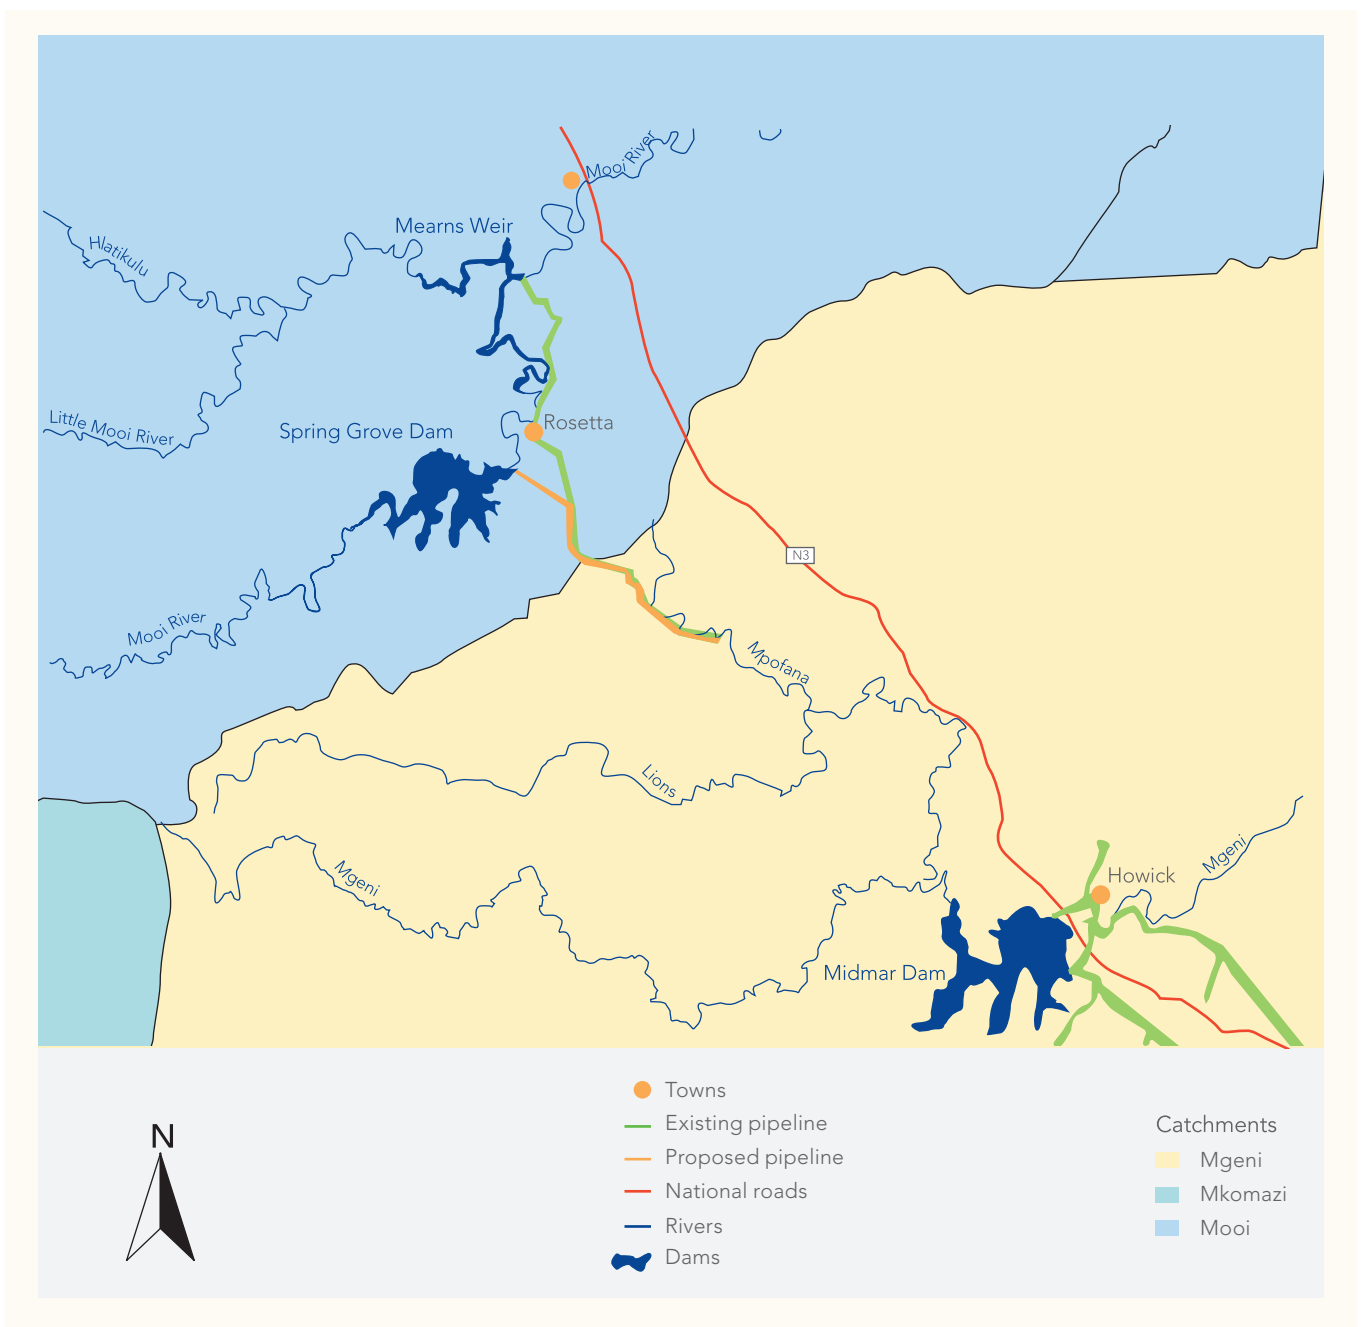 Mooi River
Mearns Weir
Hlatikulu
Little Mooi River
Spring Grove Dam
Rosetta
N3
Mooi River
Mpofana
Lions
Mgeni
Mgeni
Howick
Midmar Dam
N
Towns
Existing pipeline
Proposed pipeline
National roads
Rivers
Dams
Catchments
Mgeni
Mkomazi
Mooi